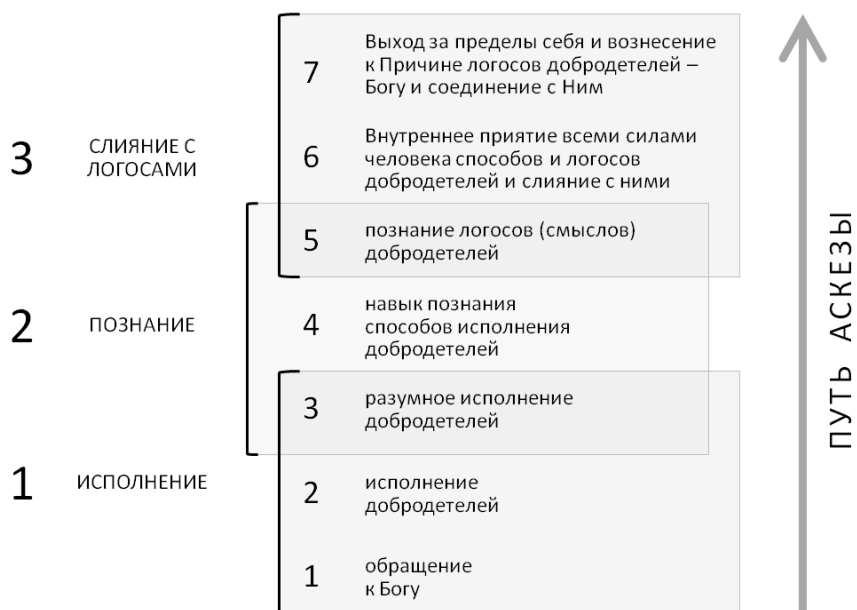 7
Выход за пределы себя и вознесение
к Причине логосов добродетелей –
Богу и соединение с Ним
3
СЛИЯНИЕ С
ЛОГОСАМИ
6
Внутреннее приятие всеми силами
человека способов и логосов
добродетелей и слияние с ними
5
познание логосов (смыслов)
добродетелей
2
ПОЗНАНИЕ
4
навык познания
способов исполнения
добродетелей
3
разумное исполнение
добродетелей
1
ИСПОЛНЕНИЕ
2
исполнение
добродетелей
1
обращение
к Богу
ПУТЬ АСКЕЗЫ